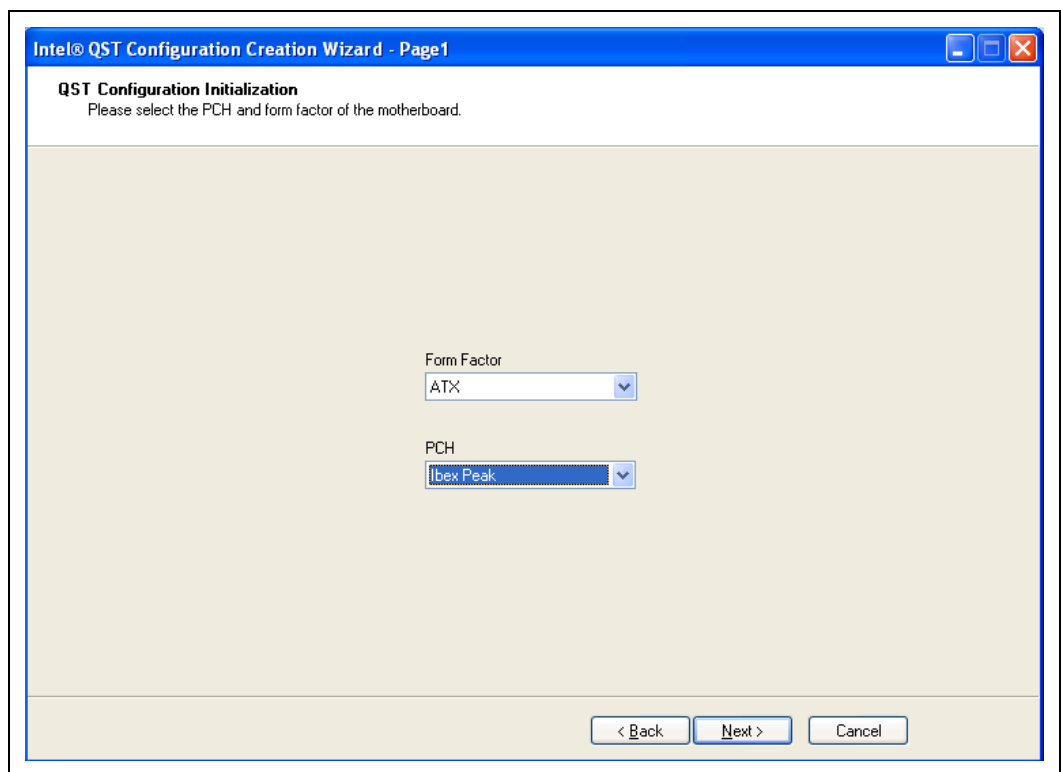 Intel® QST Configuration Creation Wizard - Page1
QST Configuration Initialization
Please select the PCH and form factor of the motherboard.
Form Factor
ATX
PCH
Ibex Peak
< Back Next > Cancel